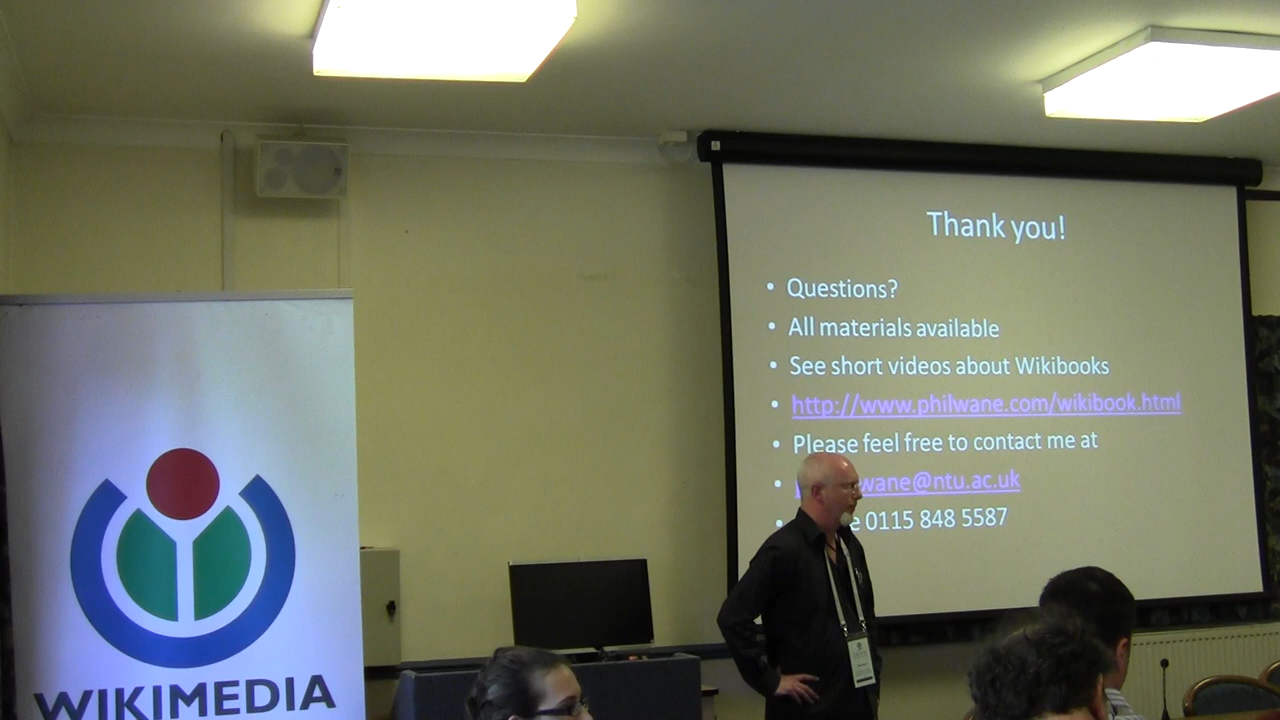 Thank you!
• Questions?
• All materials available
• See short videos about Wikibooks
• http://www.philwane.com/wikibook.html
• Please feel free to contact me at
• wane@ntu.ac.uk
• 0115 848 5587
WIKIMEDIA